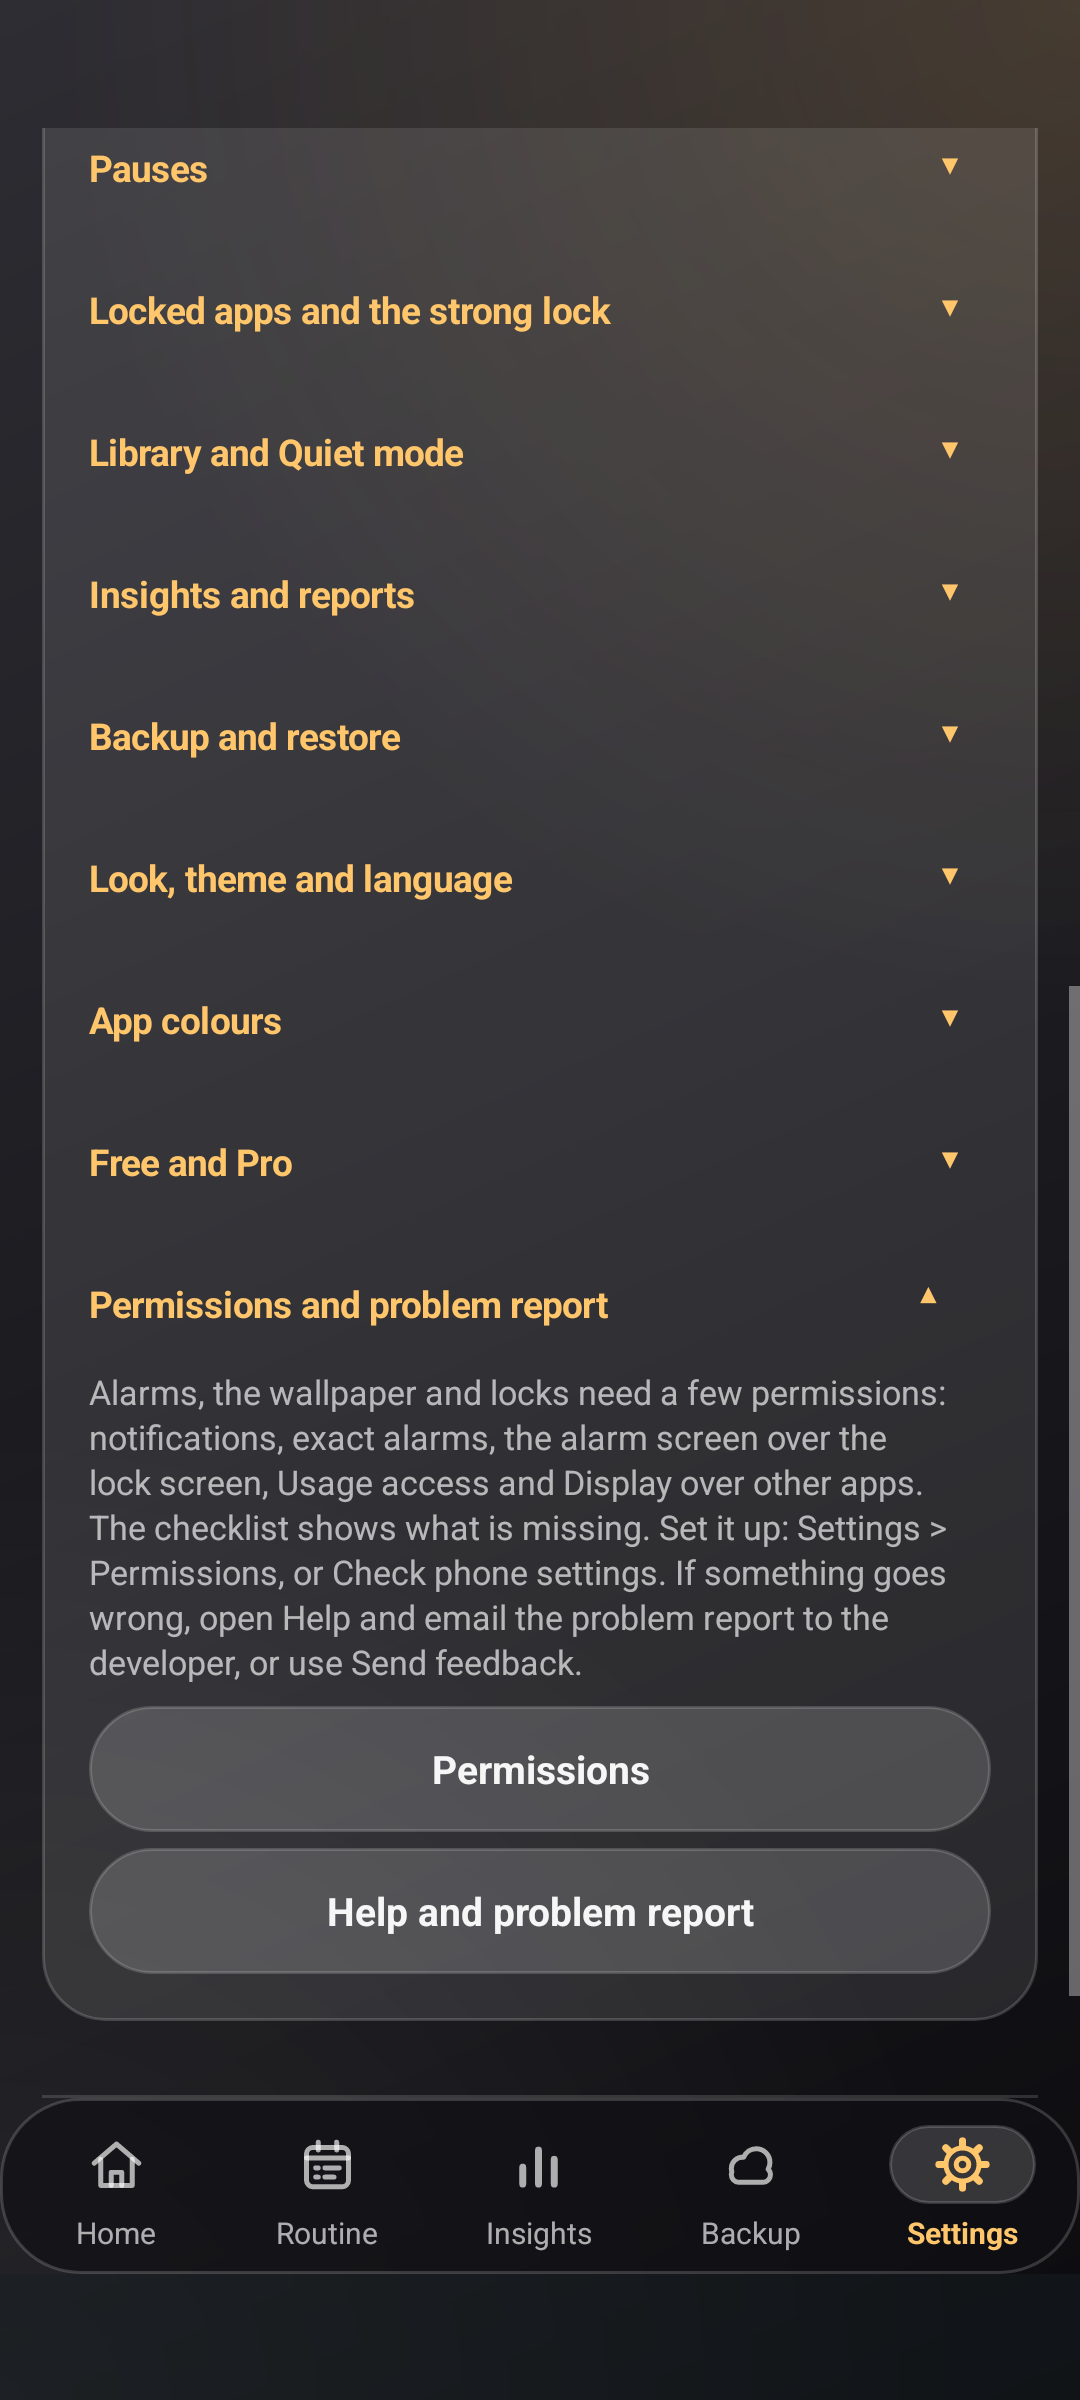 Pauses
Locked apps and the strong lock
Library and Quiet mode
Insights and reports
Backup and restore
Look, theme and language
App colours
Free and Pro
Permissions and problem report
Alarms, the wallpaper and locks need a few permissions:
notifications, exact alarms, the alarm screen over the
lock screen, Usage access and Display over other apps.
The checklist shows what is missing. Set it up: Settings >
Permissions, or Check phone settings. If something goes
wrong, open Help and email the problem report to the
developer, or use Send feedback.
Permissions
Help and problem report
Home Routine Insights Backup Settings